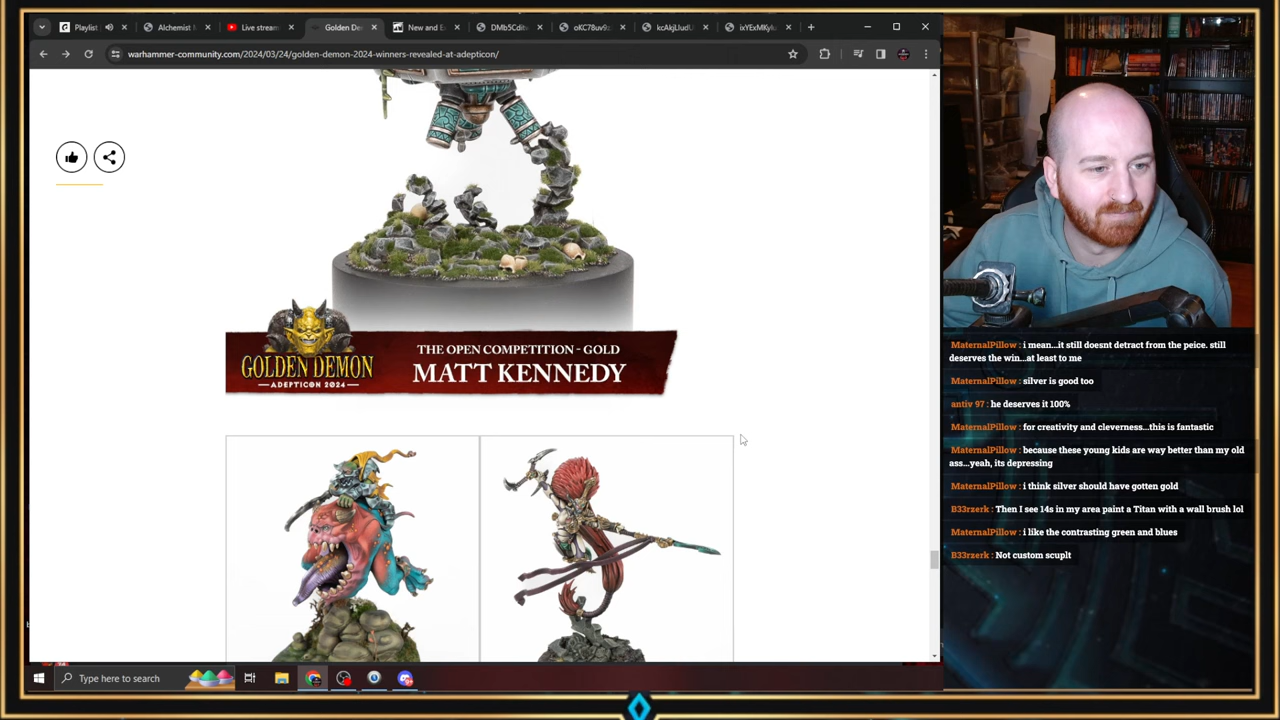 Playlist
Alchemist M
Live stream
Golden De
New and E
DMb5Cdit
oKC78uv9
kcAkjUud
ixYExMKy
warhammer-community.com/2024/03/24/golden-demon-2024-winners-revealed-at-adepticon/
GOLDEN DEMON
ADEPTICON 2024
THE OPEN COMPETITION - GOLD
MATT KENNEDY
MaternalPillow : i mean...it still doesnt detract from the peice. still
deserves the win...at least to me
MaternalPillow : silver is good too
antiv 97 : he deserves it 100%
MaternalPillow : for creativity and cleverness...this is fantastic
MaternalPillow : because these young kids are way better than my old
ass...yeah, its depressing
MaternalPillow : i think silver should have gotten gold
B33rzerk : Then I see 14s in my area paint a Titan with a wall brush lol
MaternalPillow : i like the contrasting green and blues
B33rzerk : Not custom scuplt
Type here to search